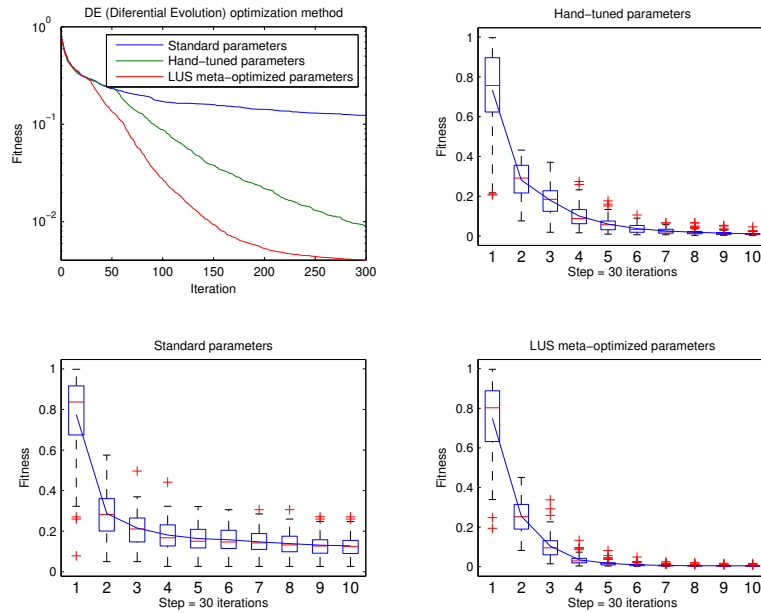 DE (Diferential Evolution) optimization method
10^0
10^−1
10^−2
Fitness
Standard parameters
Hand−tuned parameters
LUS meta−optimized parameters
0 50 100 150 200 250 300
Iteration
Hand−tuned parameters
1
0.8
0.6
0.4
0.2
0
Fitness
1 2 3 4 5 6 7 8 9 10
Step = 30 iterations
Standard parameters
1
0.8
0.6
0.4
0.2
0
Fitness
1 2 3 4 5 6 7 8 9 10
Step = 30 iterations
LUS meta−optimized parameters
1
0.8
0.6
0.4
0.2
0
Fitness
1 2 3 4 5 6 7 8 9 10
Step = 30 iterations